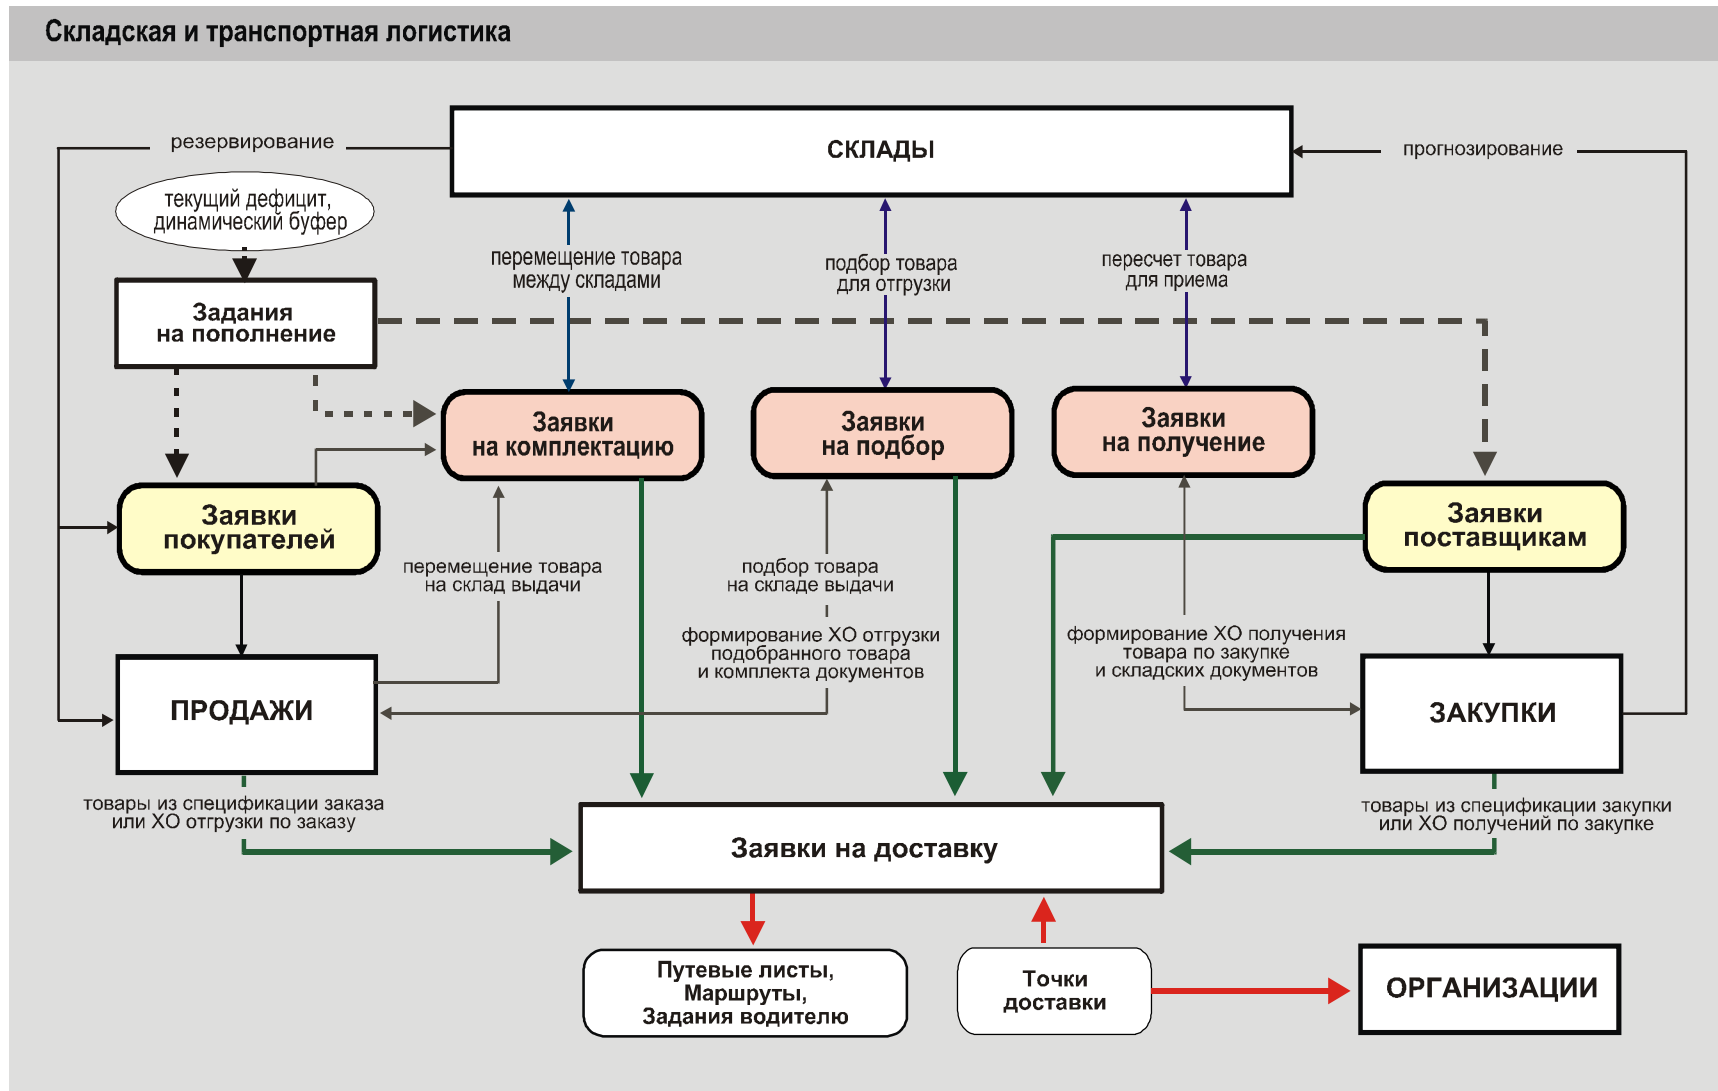 Складская и транспортная логистика
резервирование
СКЛАДЫ
прогнозирование
текущий дефицит,
динамический буфер
перемещение товара
между складами
подбор товара
для отгрузки
пересчет товара
для приема
Задания
на пополнение
Заявки
на комплектацию
Заявки
на подбор
Заявки
на получение
Заявки
покупателей
Заявки
поставщикам
перемещение товара
на склад выдачи
подбор товара
на складе выдачи
формирование ХО отгрузки
подобранного товара
и комплекта документов
формирование ХО получения
товара по закупке
и складских документов
ПРОДАЖИ
ЗАКУПКИ
товары из спецификации заказа
или ХО отгрузки по заказу
товары из спецификации закупки
или ХО получений по закупке
Заявки на доставку
Путевые листы,
Маршруты,
Задания водителю
Точки
доставки
ОРГАНИЗАЦИИ